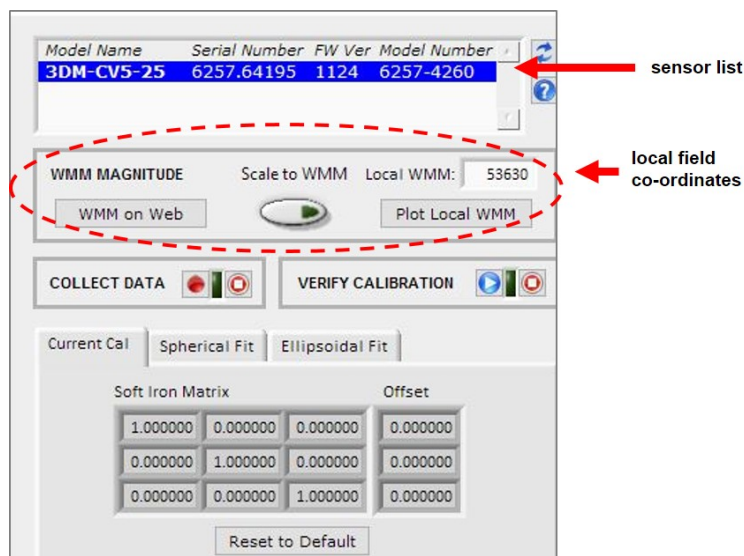 Model Name Serial Number FW Ver Model Number
3DM-CV5-25 6257.64195 1124 6257-4260
sensor list
WMM MAGNITUDE Scale to WMM Local WMM: 53630
WMM on Web Plot Local WMM
local field
co-ordinates
COLLECT DATA VERIFY CALIBRATION
Current Cal Spherical Fit Ellipsoidal Fit
Soft Iron Matrix Offset
1.000000 0.000000 0.000000 0.000000
0.000000 1.000000 0.000000 0.000000
0.000000 0.000000 1.000000 0.000000
Reset to Default